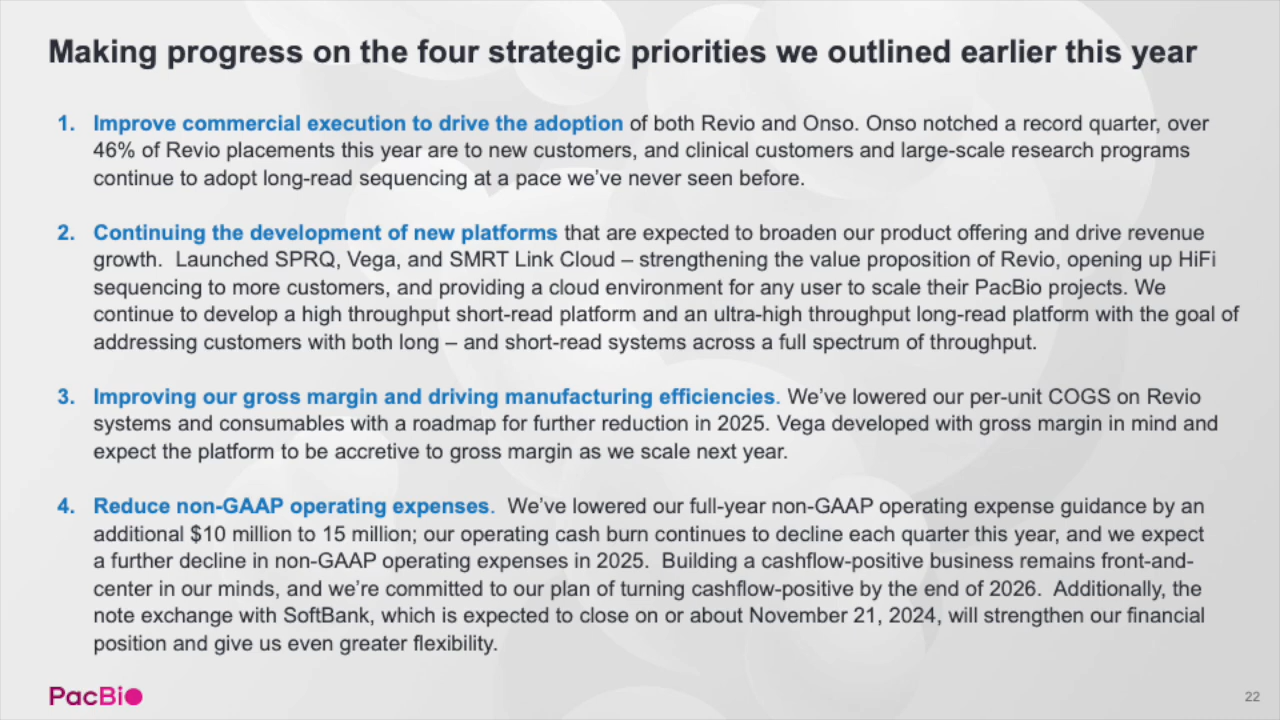 Making progress on the four strategic priorities we outlined earlier this year
1. Improve commercial execution to drive the adoption of both Revio and Onso. Onso notched a record quarter, over
46% of Revio placements this year are to new customers, and clinical customers and large-scale research programs
continue to adopt long-read sequencing at a pace we’ve never seen before.
2. Continuing the development of new platforms that are expected to broaden our product offering and drive revenue
growth.  Launched SPRQ, Vega, and SMRT Link Cloud – strengthening the value proposition of Revio, opening up HiFi
sequencing to more customers, and providing a cloud environment for any user to scale their PacBio projects. We
continue to develop a high throughput short-read platform and an ultra-high throughput long-read platform with the goal of
addressing customers with both long – and short-read systems across a full spectrum of throughput.
3. Improving our gross margin and driving manufacturing efficiencies. We’ve lowered our per-unit COGS on Revio
systems and consumables with a roadmap for further reduction in 2025. Vega developed with gross margin in mind and
expect the platform to be accretive to gross margin as we scale next year.
4. Reduce non-GAAP operating expenses.  We’ve lowered our full-year non-GAAP operating expense guidance by an
additional $10 million to 15 million; our operating cash burn continues to decline each quarter this year, and we expect
a further decline in non-GAAP operating expenses in 2025.  Building a cashflow-positive business remains front-and-
center in our minds, and we’re committed to our plan of turning cashflow-positive by the end of 2026.  Additionally, the
note exchange with SoftBank, which is expected to close on or about November 21, 2024, will strengthen our financial
position and give us even greater flexibility.
PacBio
22